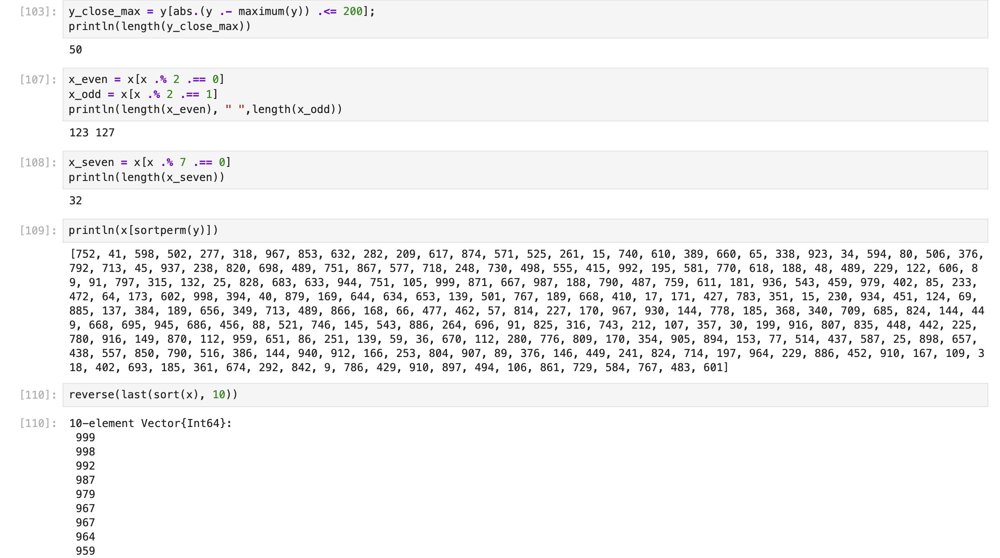 [103]: y_close_max = y[abs.(y .- maximum(y)) .<= 200];
println(length(y_close_max))
50
[107]: x_even = x[x .% 2 .== 0]
x_odd = x[x .% 2 .== 1]
println(length(x_even), " ",length(x_odd))
123 127
[108]: x_seven = x[x .% 7 .== 0]
println(length(x_seven))
32
[109]: println(x[sortperm(y)])
[752, 41, 598, 502, 277, 318, 967, 853, 632, 282, 209, 617, 874, 571, 525, 261, 15, 740, 610, 389, 660, 65, 338, 923, 34, 594, 80, 506, 376,
792, 713, 45, 937, 238, 820, 698, 489, 751, 867, 577, 718, 248, 730, 498, 555, 415, 992, 195, 581, 770, 618, 188, 48, 489, 229, 122, 606, 8
9, 91, 797, 315, 132, 25, 828, 683, 633, 944, 751, 105, 999, 871, 667, 987, 188, 790, 487, 759, 611, 181, 936, 543, 459, 979, 402, 85, 233,
472, 64, 173, 602, 998, 394, 40, 879, 169, 644, 634, 653, 139, 501, 767, 189, 668, 410, 17, 171, 427, 783, 351, 15, 230, 934, 451, 124, 69,
885, 137, 384, 189, 656, 349, 713, 489, 866, 168, 66, 477, 462, 57, 814, 227, 170, 967, 930, 144, 778, 185, 368, 340, 709, 685, 824, 144, 44
9, 668, 695, 945, 686, 456, 88, 521, 746, 145, 543, 886, 264, 696, 91, 825, 316, 743, 212, 107, 357, 30, 199, 916, 807, 835, 448, 442, 225,
780, 916, 149, 870, 112, 959, 651, 86, 251, 139, 59, 36, 670, 112, 280, 776, 809, 170, 354, 905, 894, 153, 77, 514, 437, 587, 25, 898, 657,
438, 557, 850, 790, 516, 386, 144, 940, 912, 166, 253, 804, 907, 89, 376, 146, 449, 241, 824, 714, 197, 964, 229, 886, 452, 910, 167, 109, 3
18, 402, 693, 185, 361, 674, 292, 842, 9, 786, 429, 910, 897, 494, 106, 861, 729, 584, 767, 483, 601]
[110]: reverse(last(sort(x), 10))
[110]: 10-element Vector{Int64}:
999
998
992
987
979
967
967
964
959